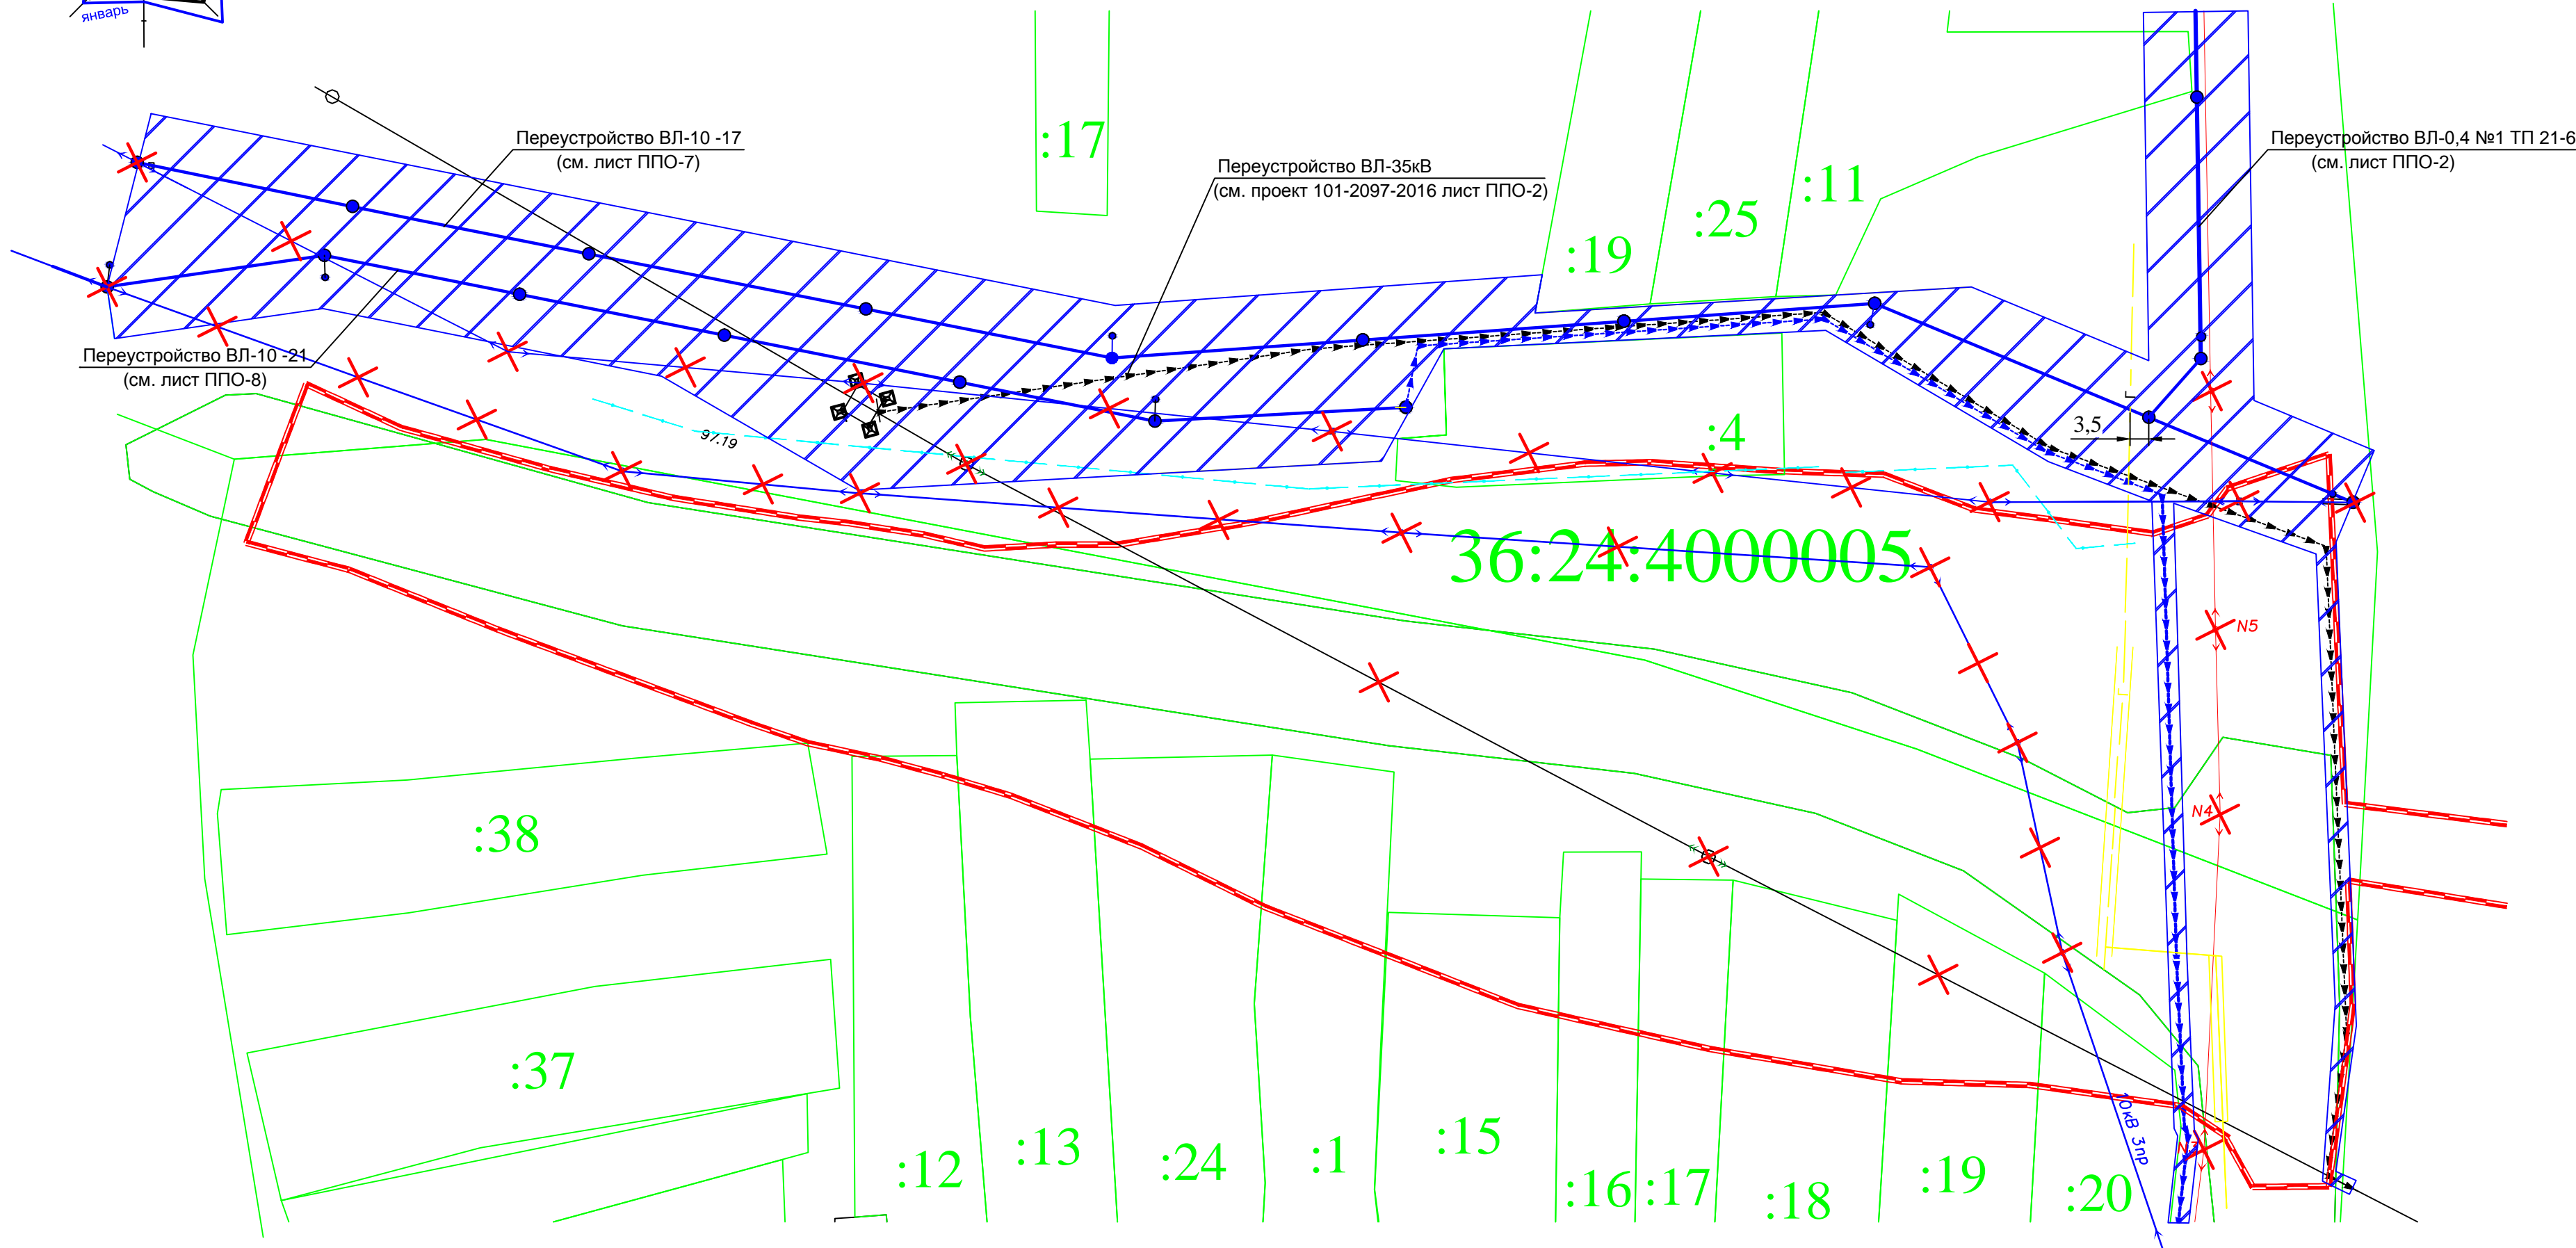 январь
Переустройство ВЛ-10 -17
(см. лист ППО-7)
:17
Переустройство ВЛ-35кВ
(см. проект 101-2097-2016 лист ППО-2)
:11
:25
:19
Переустройство ВЛ-0,4 №1 ТП 21-6
(см. лист ППО-2)
Переустройство ВЛ-10 -21
(см. лист ППО-8)
97.19
:4
3,5
36:24:4000005
N5
N4
:38
:37
:12
:13
:24
:1
:15
:16
:17
:18
:19
:20
10кВ 3пр